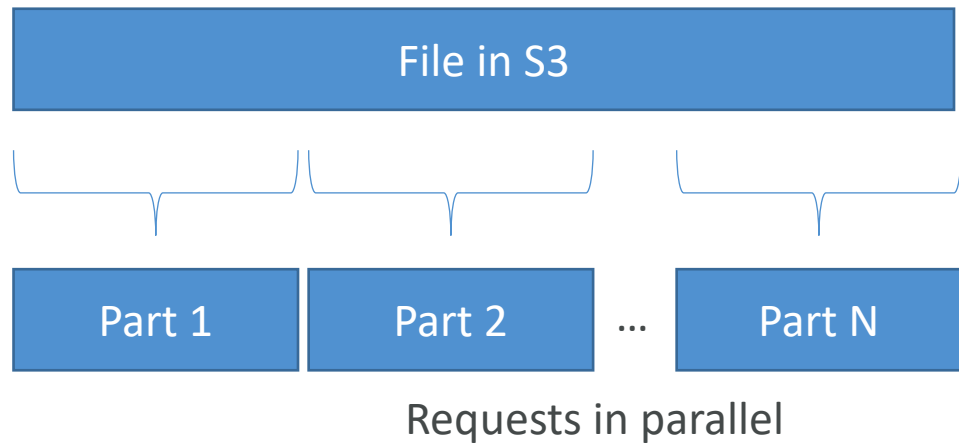 File in S3
Part 1
Part 2
...
Part N
Requests in parallel